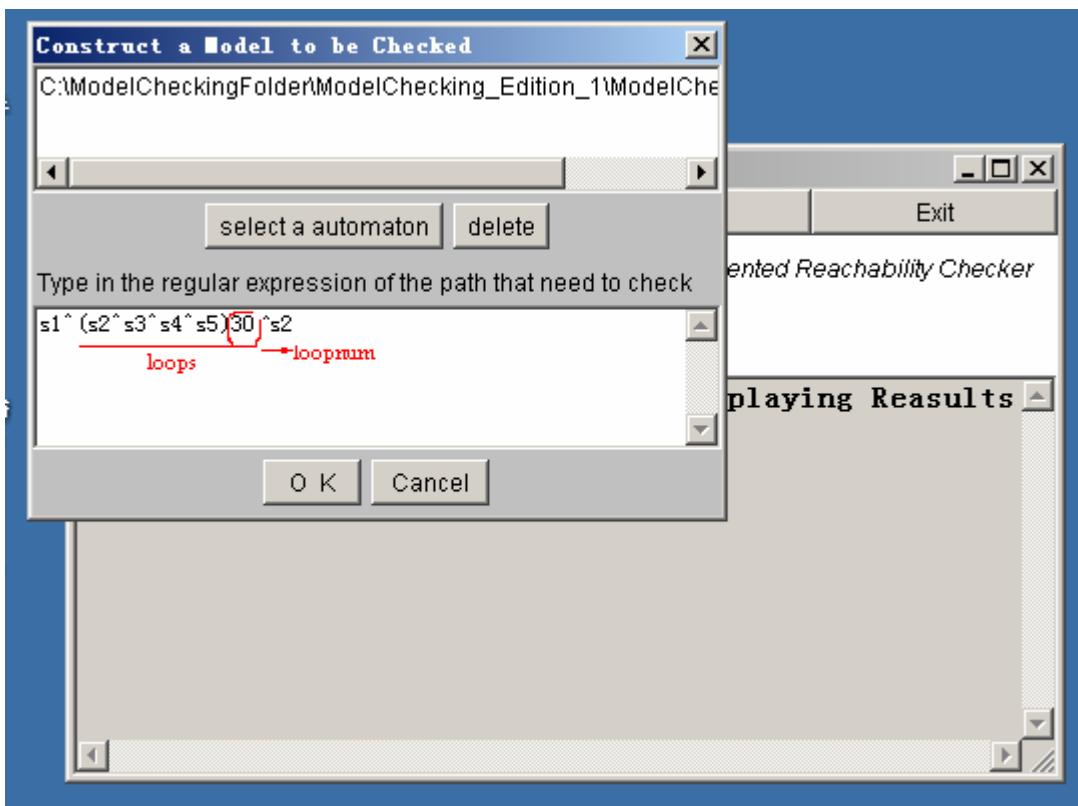 Construct a Model to be Checked
C:\ModelCheckingFolder\ModelChecking_Edition_1\ModelChe
select a automaton
delete
Type in the regular expression of the path that need to check
s1^(s2^s3^s4^s5)30^s2
loops
loopnum
O K
Cancel
Exit
ented Reachability Checker
playing Reasults